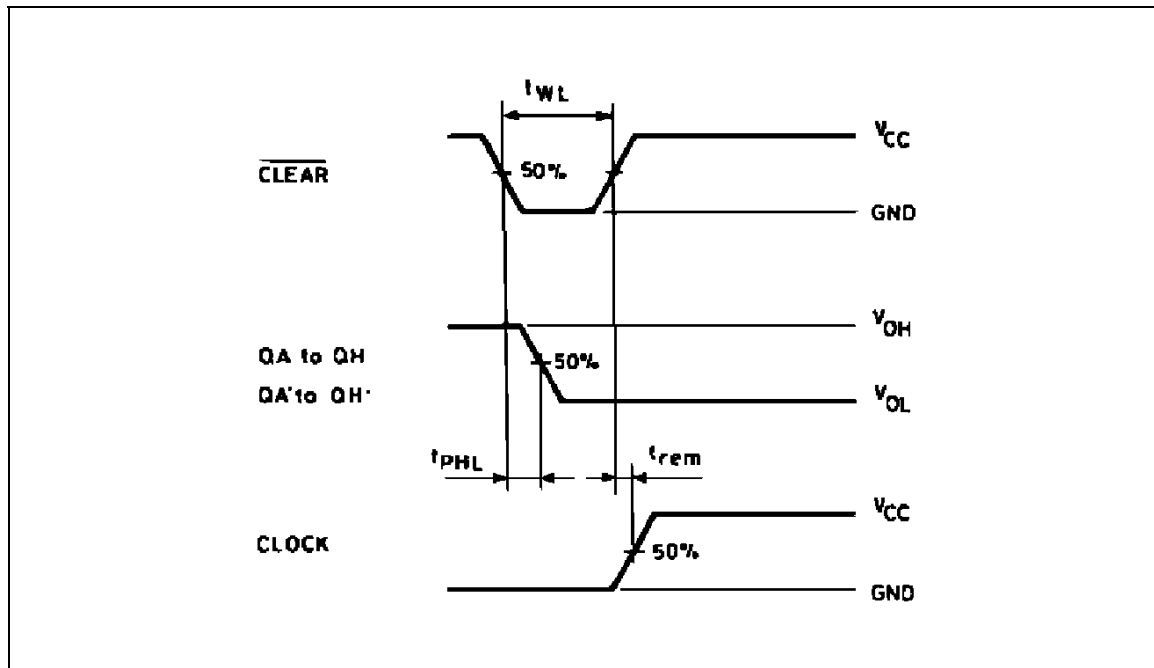 tWL
VCC
CLEAR
50%
GND
VOH
QA to QH
50%
QA'to QH'
VOL
tPHL
trem
VCC
CLOCK
50%
GND